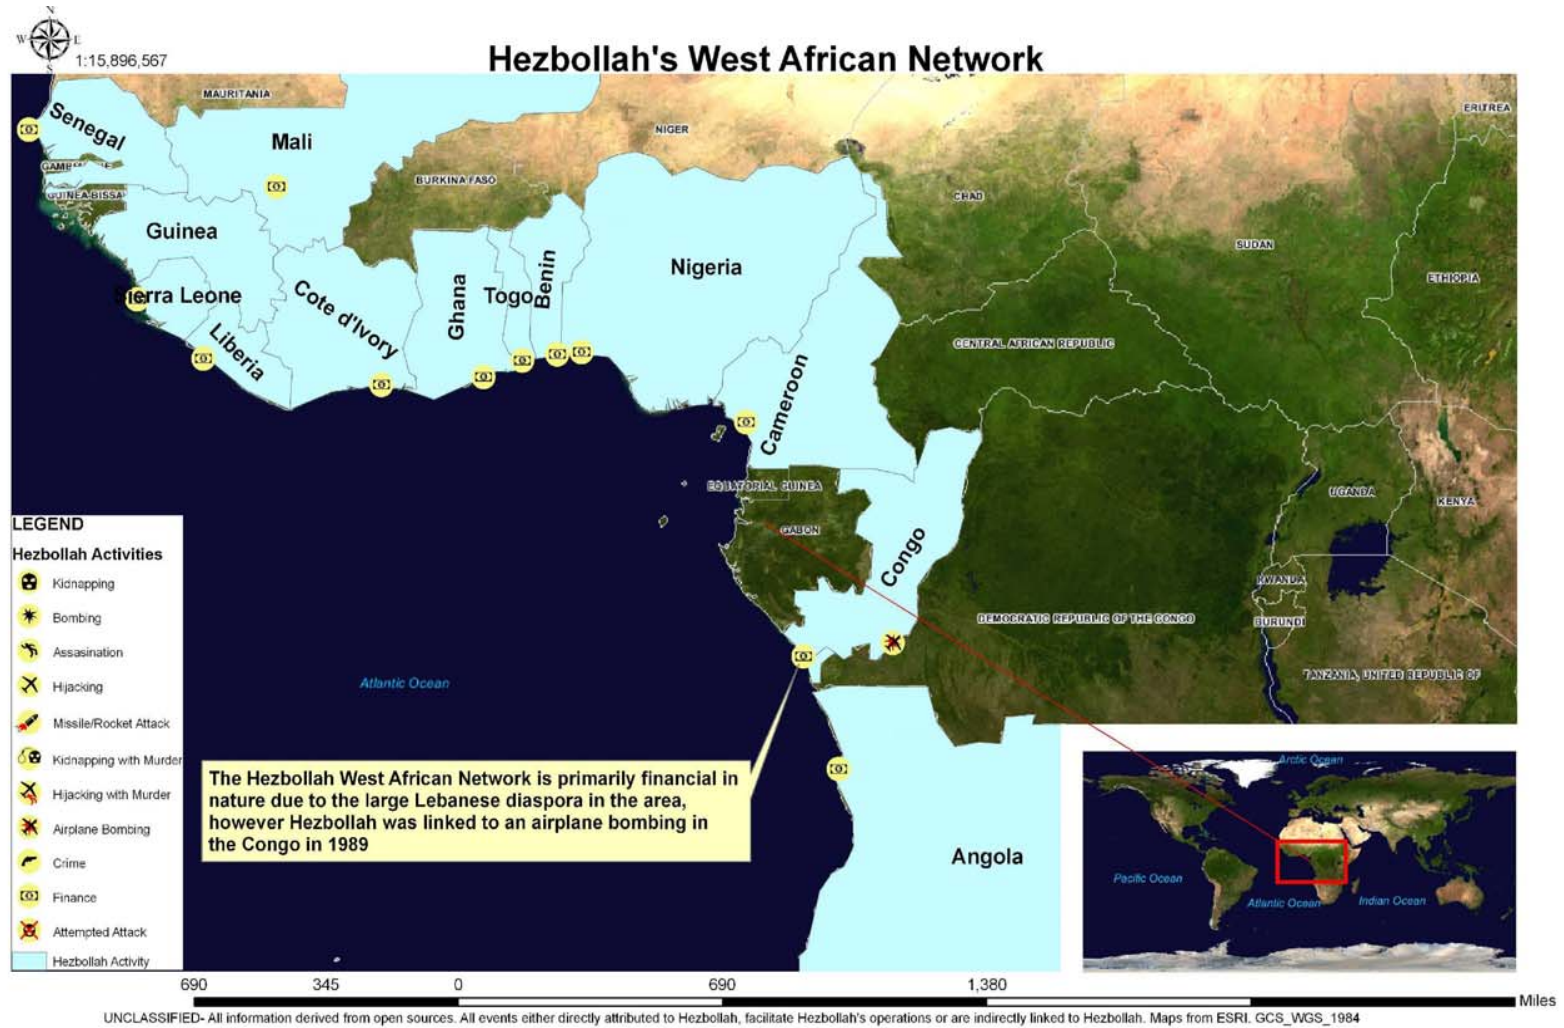 N
W E
S
1:15,896,567
Hezbollah's West African Network
MAURITANIA
Senegal
Mali
NIGER
ERITREA
BURKINA FASO
CHAD
GUINEA-BISSA
Guinea
Nigeria
SUDAN
ETHIOPIA
Sierra Leone
Cote d'Ivory
Ghana
Togo
Benin
Liberia
CENTRAL AFRICAN REPUBLIC
Cameroon
EQUATORIAL GUINEA
GABON
Congo
UGANDA
KENYA
RWANDA
BURUNDI
DEMOCRATIC REPUBLIC OF THE CONGO
TANZANIA, UNITED REPUBLIC OF
Atlantic Ocean
Angola
LEGEND
Hezbollah Activities
Kidnapping
Bombing
Assasination
Hijacking
Missile/Rocket Attack
Kidnapping with Murder
Hijacking with Murder
Airplane Bombing
Crime
Finance
Attempted Attack
Hezbollah Activity
The Hezbollah West African Network is primarily financial in
nature due to the large Lebanese diaspora in the area,
however Hezbollah was linked to an airplane bombing in
the Congo in 1989
Arctic Ocean
Pacific Ocean
Atlantic Ocean
Indian Ocean
690 345 0 690 1,380
Miles
UNCLASSIFIED- All information derived from open sources. All events either directly attributed to Hezbollah, facilitate Hezbollah's operations or are indirectly linked to Hezbollah. Maps from ESRI. GCS_WGS_1984